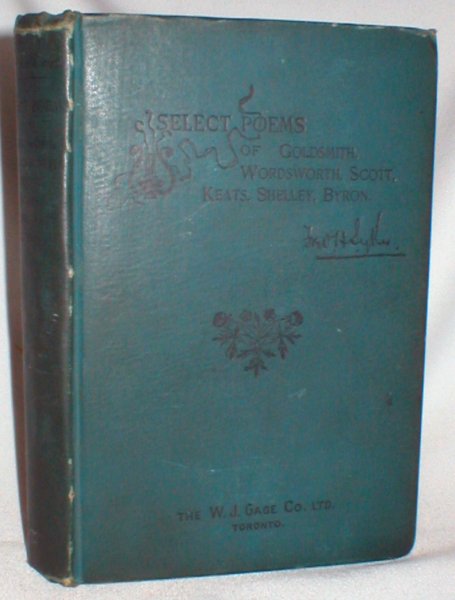 SELECT POEMS
OF GOLDSMITH,
WORDSWORTH, SCOTT,
KEATS, SHELLEY, BYRON.
THE W. J. GAGE CO. LTD.
TORONTO.